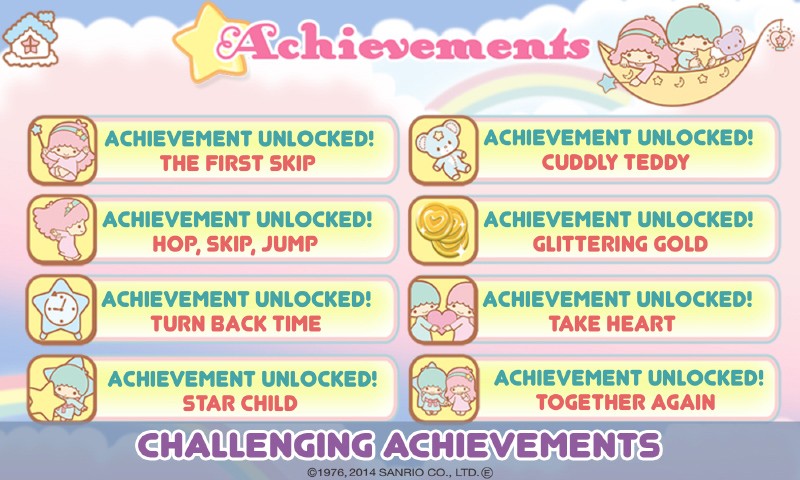 Achievements
ACHIEVEMENT UNLOCKED!
THE FIRST SKIP
ACHIEVEMENT UNLOCKED!
CUDDLY TEDDY
ACHIEVEMENT UNLOCKED!
HOP, SKIP, JUMP
ACHIEVEMENT UNLOCKED!
GLITTERING GOLD
ACHIEVEMENT UNLOCKED!
TURN BACK TIME
ACHIEVEMENT UNLOCKED!
TAKE HEART
ACHIEVEMENT UNLOCKED!
STAR CHILD
ACHIEVEMENT UNLOCKED!
TOGETHER AGAIN
CHALLENGING ACHIEVEMENTS
©1976, 2014 SANRIO CO., LTD. Ⓔ